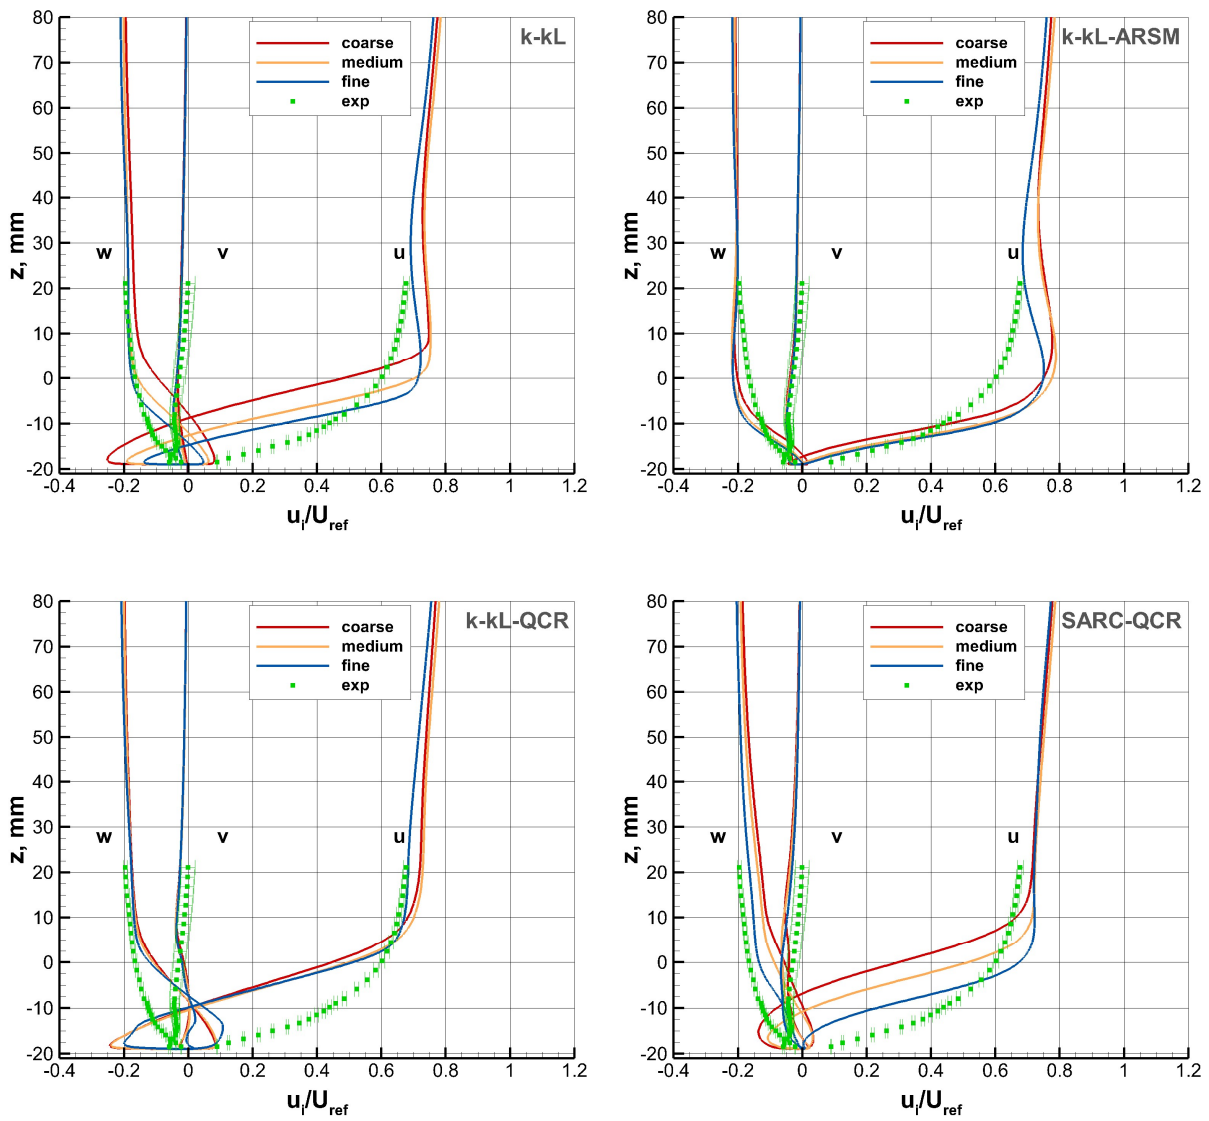 80
70
60
50
40
30
20
10
0
-10
-20
z, mm
k-kL
coarse
medium
fine
exp
w
v
u
-0.4
-0.2
0
0.2
0.4
0.6
0.8
1
1.2
ui/Uref
80
70
60
50
40
30
20
10
0
-10
-20
z, mm
k-kL-ARSM
coarse
medium
fine
exp
w
v
u
-0.4
-0.2
0
0.2
0.4
0.6
0.8
1
1.2
ui/Uref
80
70
60
50
40
30
20
10
0
-10
-20
z, mm
k-kL-QCR
coarse
medium
fine
exp
w
v
u
-0.4
-0.2
0
0.2
0.4
0.6
0.8
1
1.2
ui/Uref
80
70
60
50
40
30
20
10
0
-10
-20
z, mm
SARC-QCR
coarse
medium
fine
exp
w
v
u
-0.4
-0.2
0
0.2
0.4
0.6
0.8
1
1.2
ui/Uref